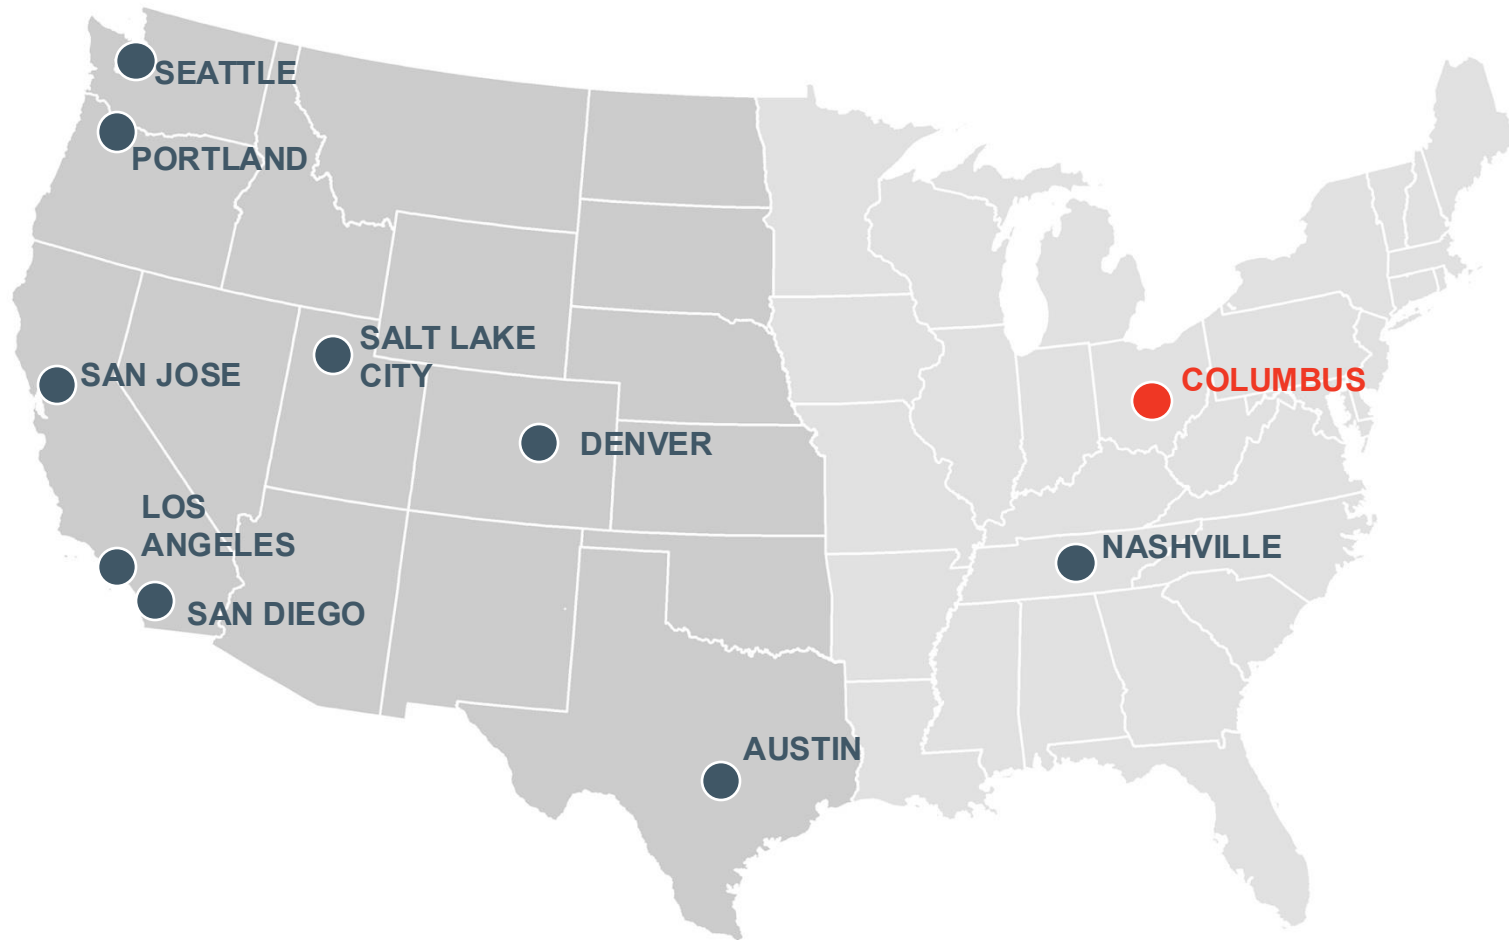 SEATTLE
PORTLAND
SALT LAKE
CITY
SAN JOSE
COLUMBUS
DENVER
LOS
ANGELES
NASHVILLE
SAN DIEGO
AUSTIN